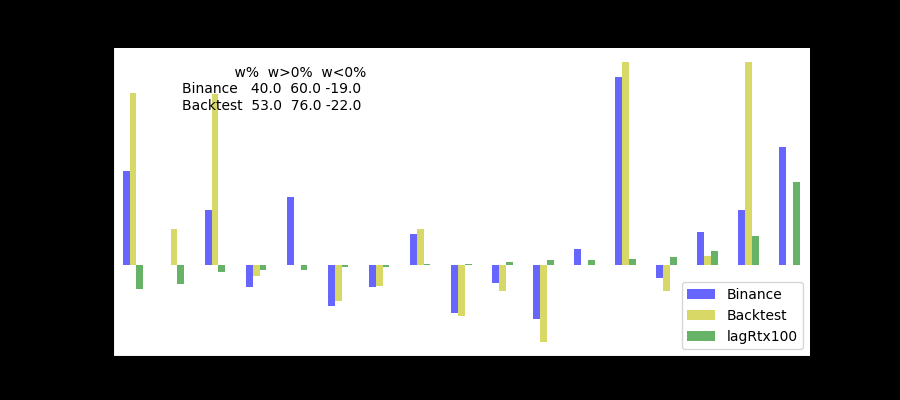 w% w>0% w<0%
Binance 40.0 60.0 -19.0
Backtest 53.0 76.0 -22.0
Binance
Backtest
lagRtx100